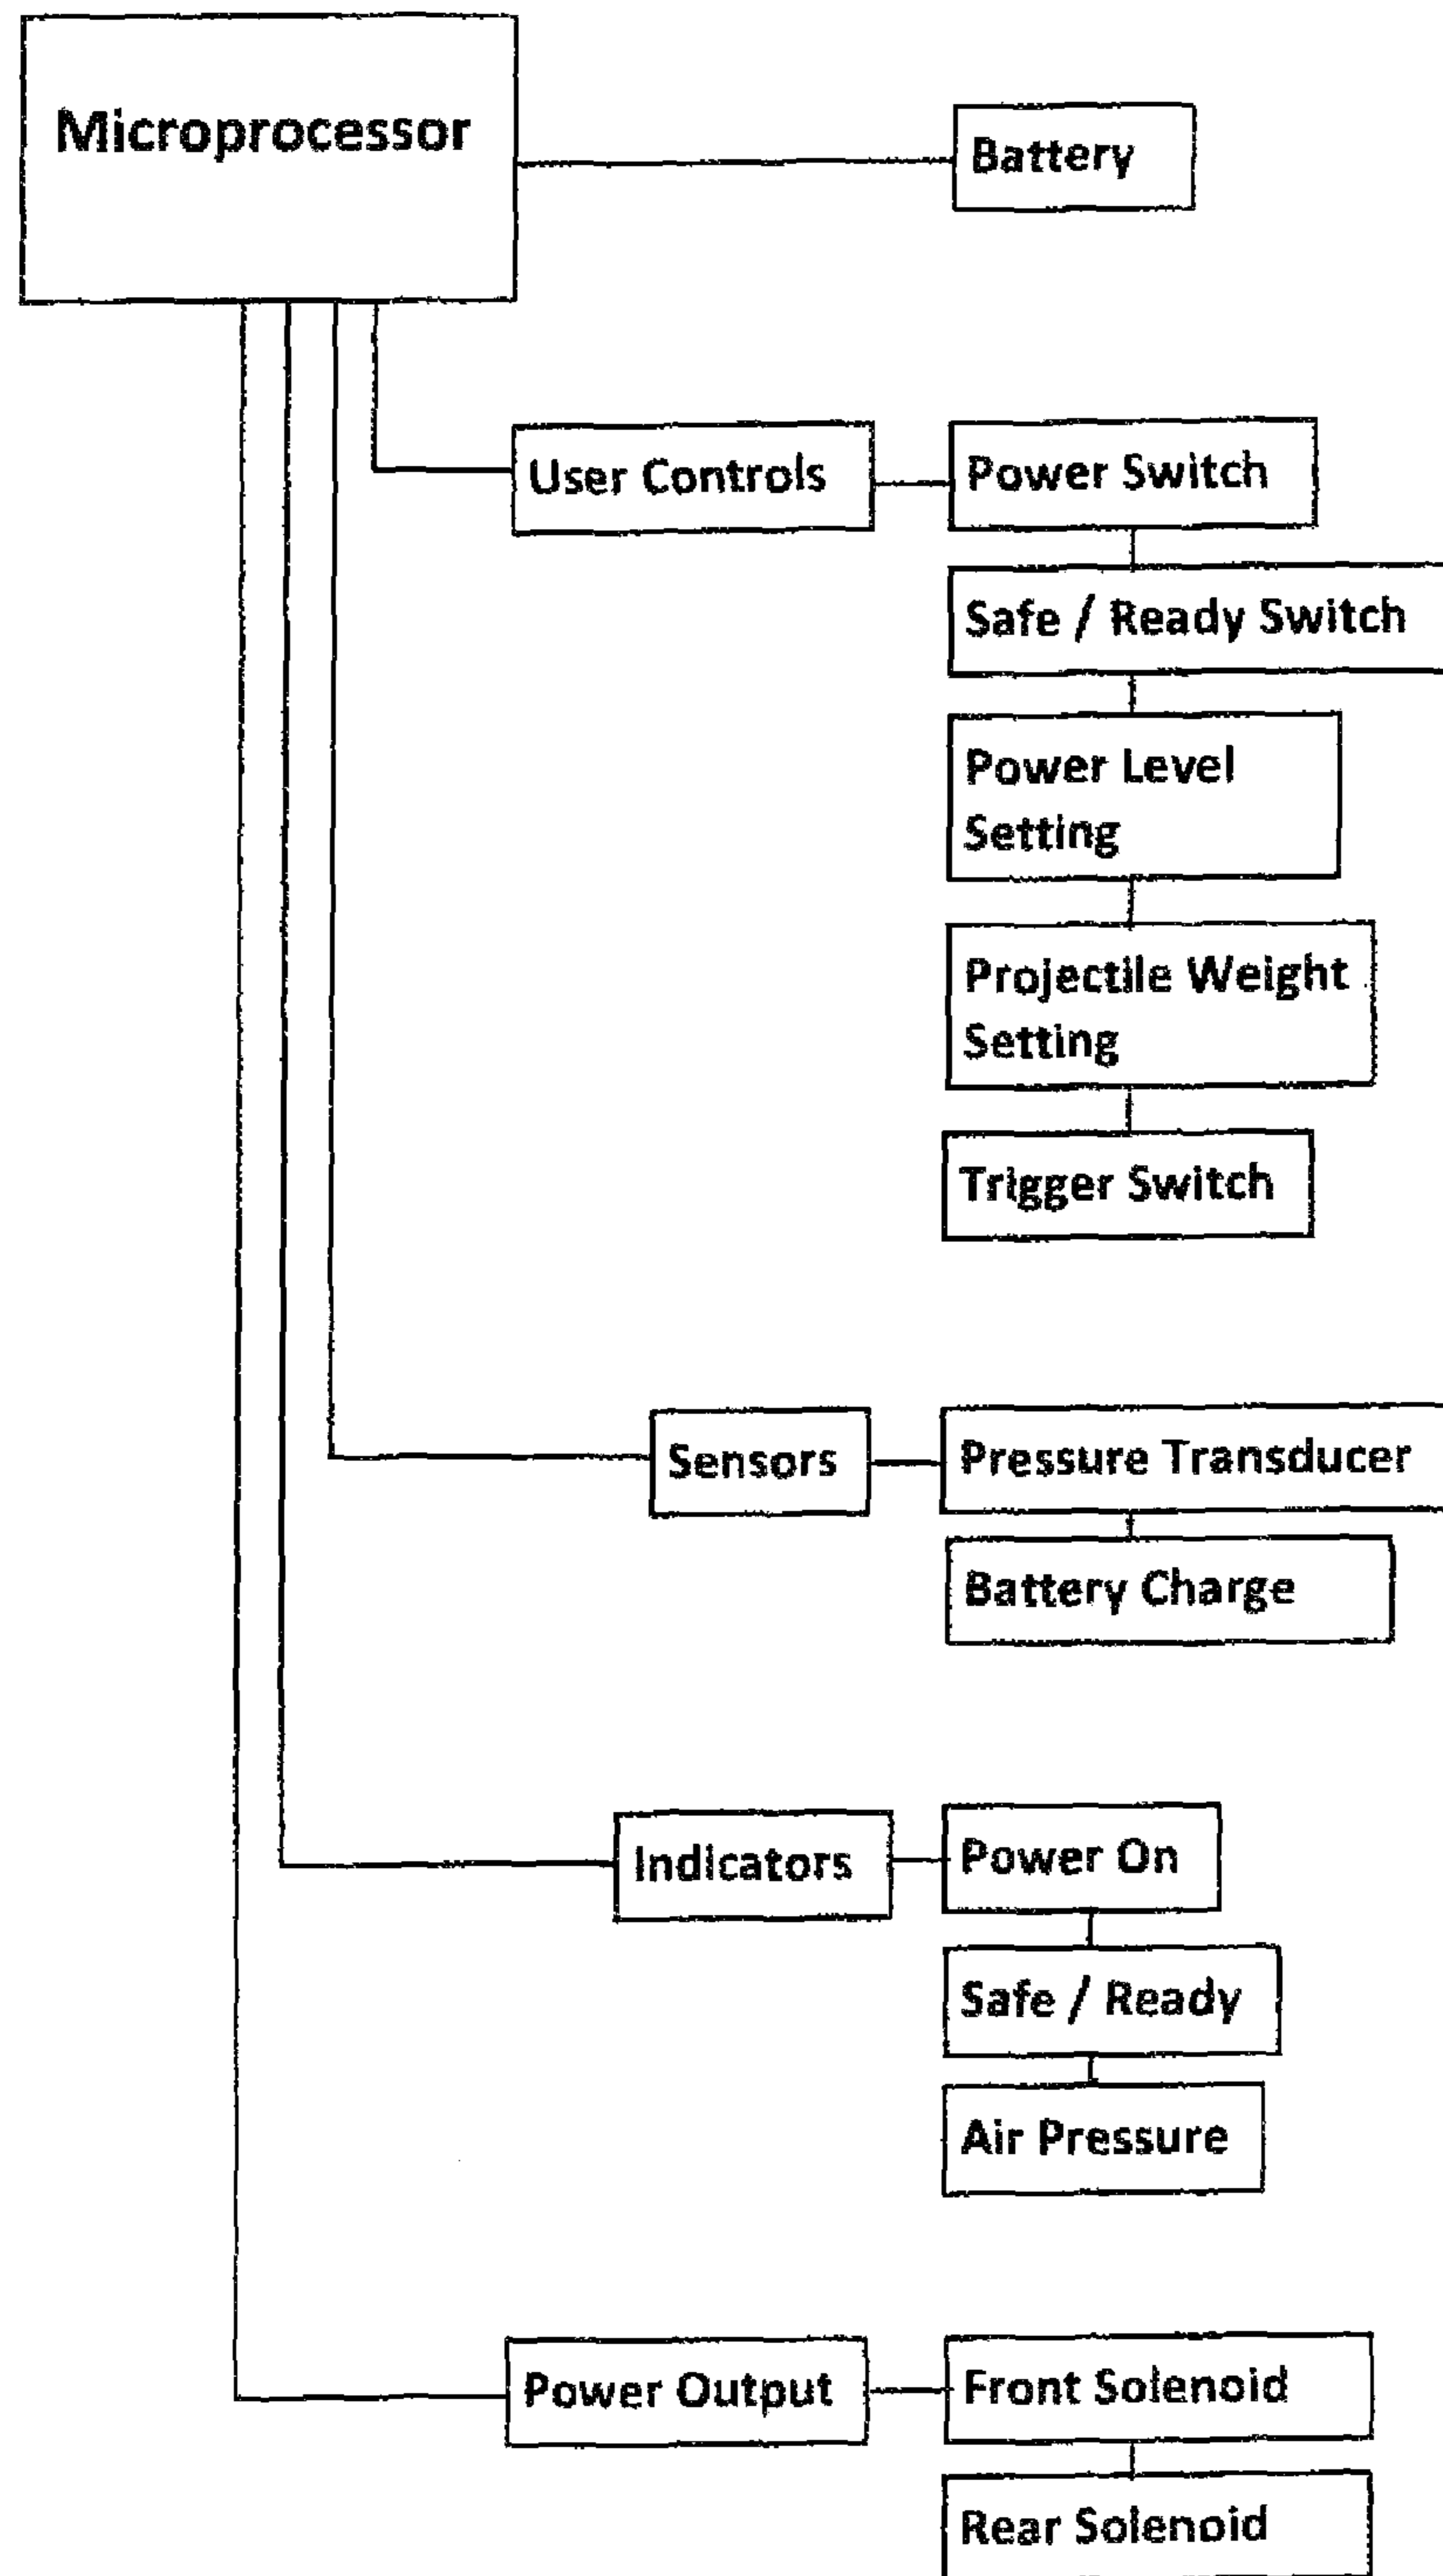 Microprocessor
Battery
User Controls
Power Switch
Safe / Ready Switch
Power Level
Setting
Projectile Weight
Setting
Trigger Switch
Sensors
Pressure Transducer
Battery Charge
Indicators
Power On
Safe / Ready
Air Pressure
Power Output
Front Solenoid
Rear Solenoid